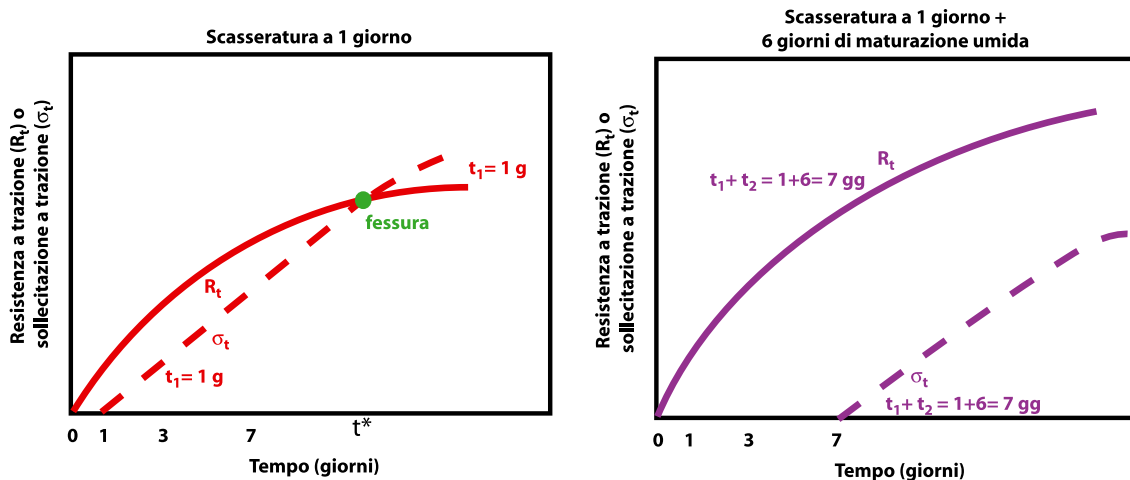 Scasseratura a 1 giorno
Resistenza a trazione (Rt) o
sollecitazione a trazione (σt)
t1= 1 g
fessura
Rt
σt
t1= 1 g
0 1 3 7 t*
Tempo (giorni)
Scasseratura a 1 giorno +
6 giorni di maturazione umida
Resistenza a trazione (Rt) o
sollecitazione a trazione (σt)
Rt
t1+ t2 = 1+6= 7 gg
σt
t1+ t2 = 1+6= 7 gg
0 1 3 7
Tempo (giorni)